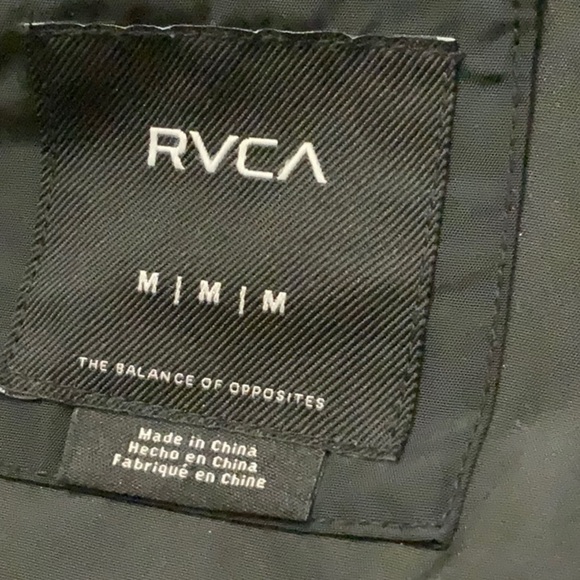 RVCA
M|M|M
THE BALANCE OF OPPOSITES
Made in China
Hecho en China
Fabriqué en Chine